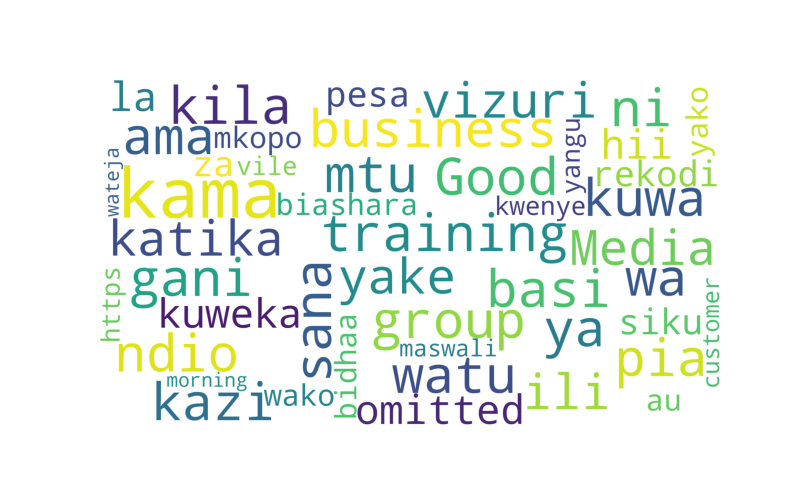 la
kila
pesa
vizuri
ni
yako
ama
mkopo
business
yangu
hii
wateja
za
vile
mtu
Good
rekodi
kama
biashara
kwenye
kuwa
katika
training
Media
https
gani
sana
yake
basi
wa
customer
kuweka
group
ya
siku
ndio
bidhaa
maswali
pia
morning
watu
ili
kazi
wako
omitted
au